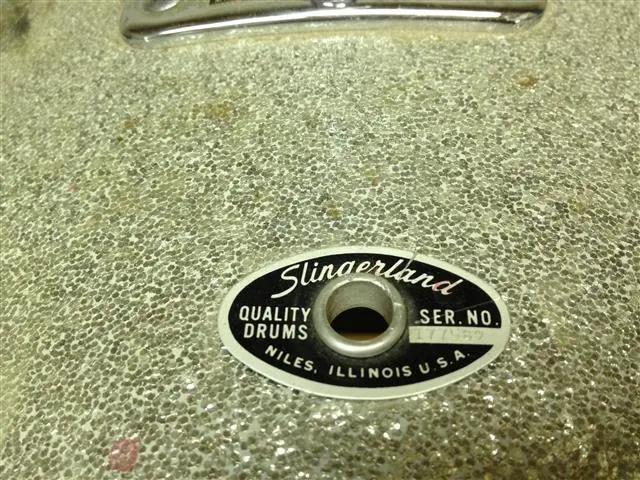 Slingerland
QUALITY DRUMS
SER. NO.
NILES, ILLINOIS U.S.A.